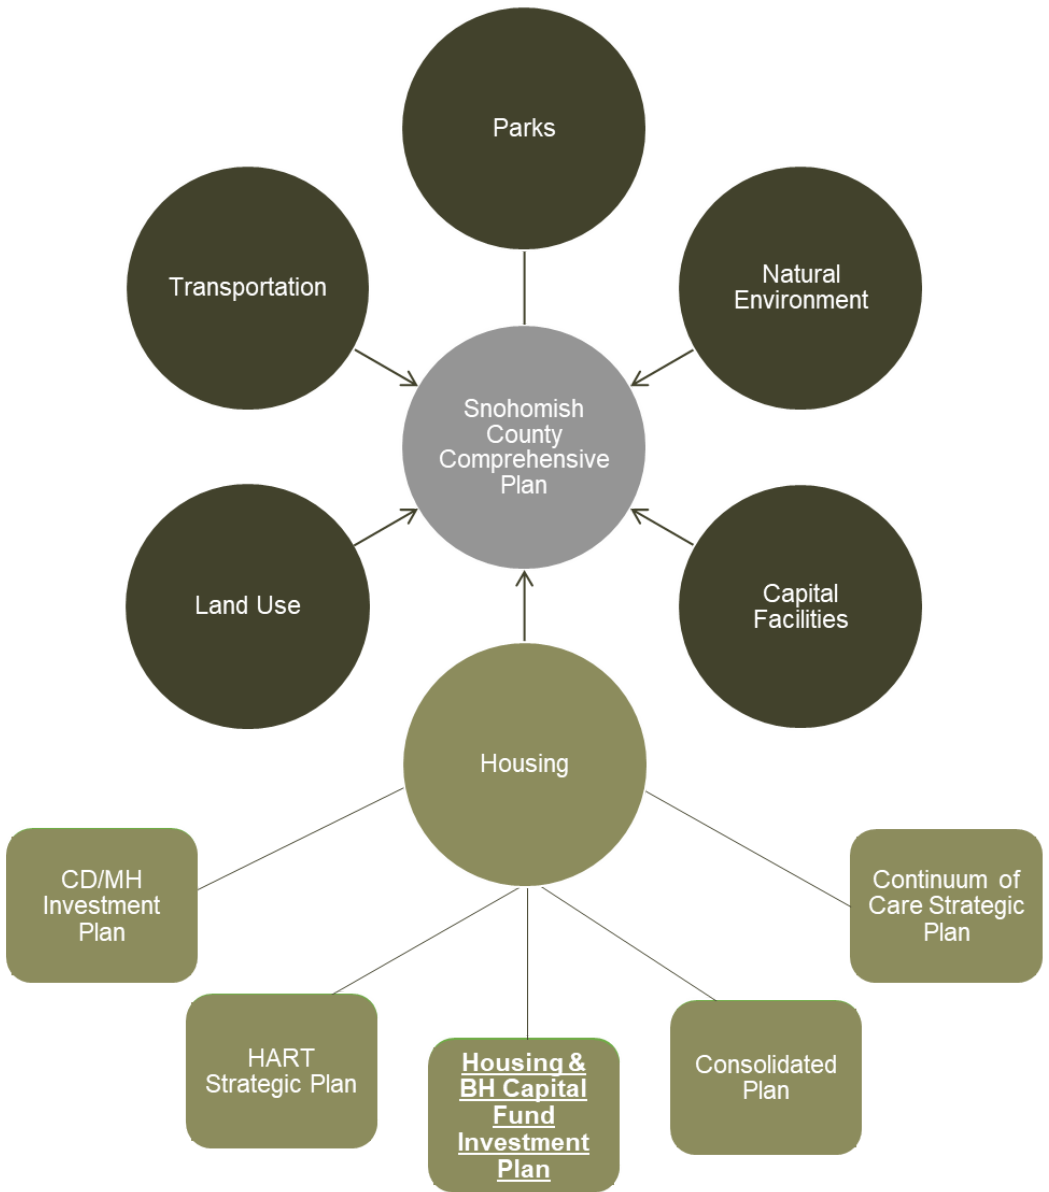 Parks
Transportation
Natural
Environment
Snohomish
County
Comprehensive
Plan
Land Use
Capital
Facilities
Housing
CD/MH
Investment
Plan
Continuum of
Care Strategic
Plan
HART
Strategic Plan
Housing &
BH Capital
Fund
Investment
Plan
Consolidated
Plan